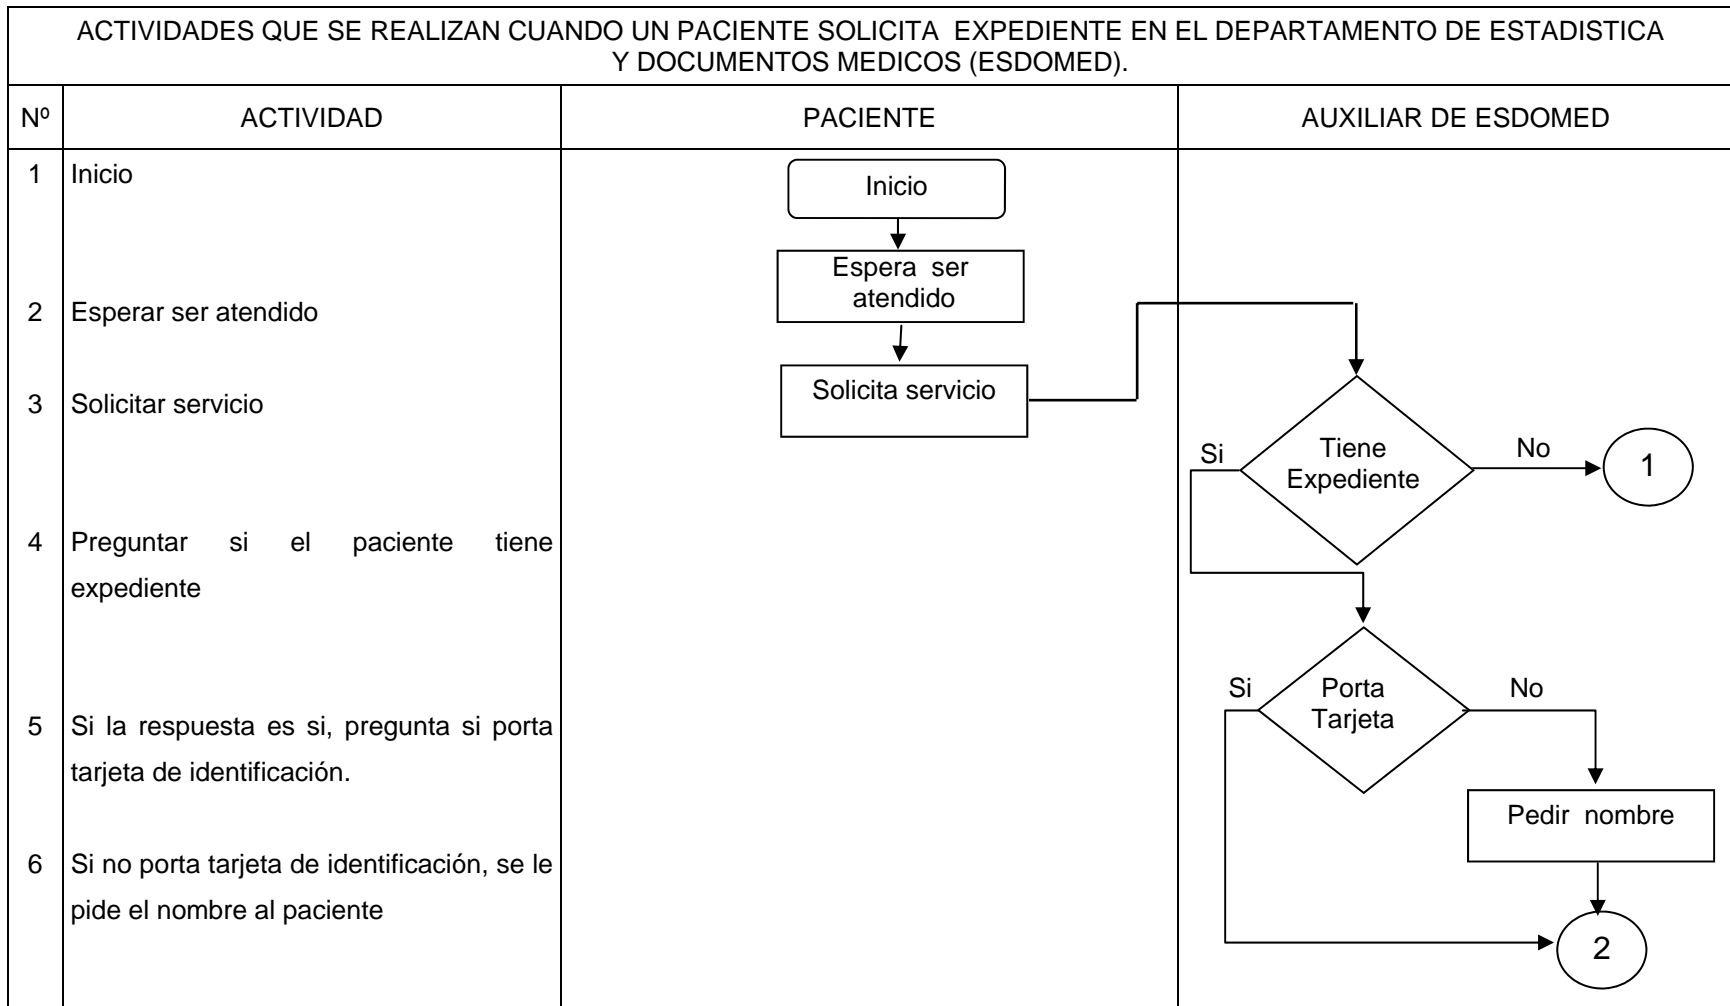 ACTIVIDADES QUE SE REALIZAN CUANDO UN PACIENTE SOLICITA EXPEDIENTE EN EL DEPARTAMENTO DE ESTADISTICA
Y DOCUMENTOS MEDICOS (ESDOMED).
Nº ACTIVIDAD PACIENTE AUXILIAR DE ESDOMED
1 Inicio
2 Esperar ser atendido
3 Solicitar servicio
4 Preguntar si el paciente tiene
expediente
5 Si la respuesta es si, pregunta si porta
tarjeta de identificación.
6 Si no porta tarjeta de identificación, se le
pide el nombre al paciente
Inicio
Espera ser
atendido
Solicita servicio
Tiene
Expediente
Si
No
1
Porta
Tarjeta
Si
No
Pedir nombre
2